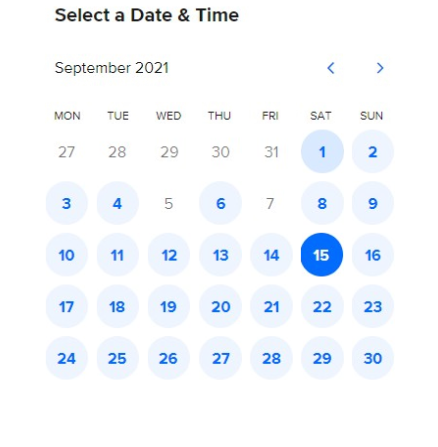 Select a Date & Time
September 2021
MON TUE WED THU FRI SAT SUN
27 28 29 30 31 1 2
3 4 5 6 7 8 9
10 11 12 13 14 15 16
17 18 19 20 21 22 23
24 25 26 27 28 29 30